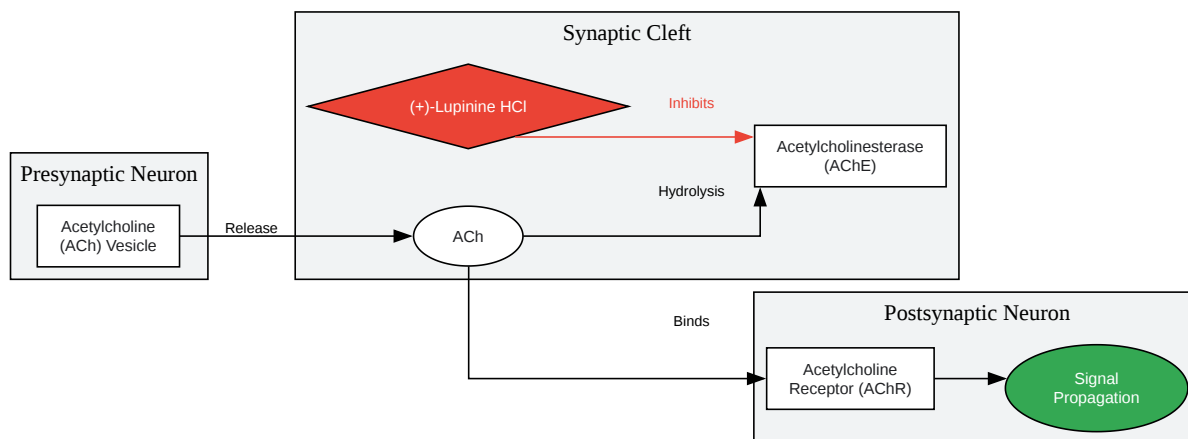 Synaptic Cleft
(+)-Lupinine HCl
Inhibits
Acetylcholinesterase
(AChE)
Presynaptic Neuron
Acetylcholine
(ACh) Vesicle
Release
Hydrolysis
ACh
Binds
Postsynaptic Neuron
Acetylcholine
Receptor (AChR)
Signal
Propagation